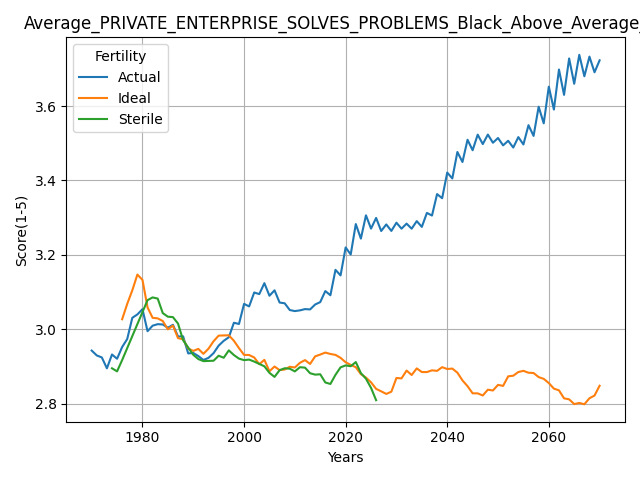 Average_PRIVATE_ENTERPRISE_SOLVES_PROBLEMS_Black_Above_Average_
Fertility
Actual
Ideal
Sterile
Score(1-5)
3.6
3.4
3.2
3.0
2.8
1980 2000 2020 2040 2060
Years